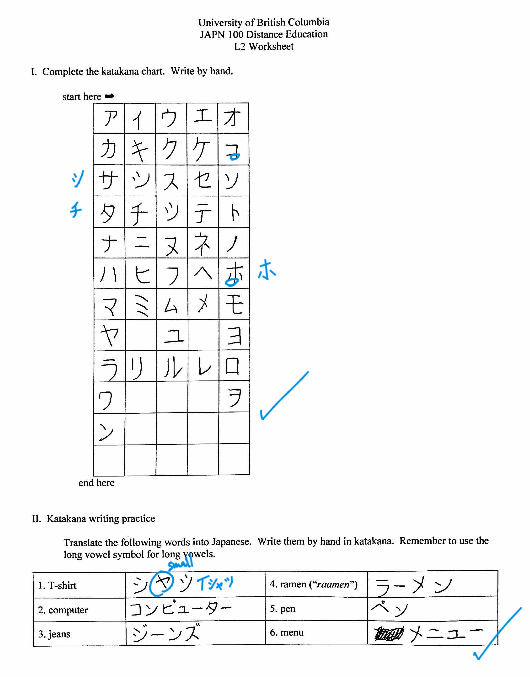 University of British Columbia
JAPN 100 Distance Education
L2 Worksheet
I. Complete the katakana chart. Write by hand.
start here ➡
ア イ ウ エ オ
カ キ ク ケ コ
シ サ シ ス セ ソ
チ タ チ ツ テ ト
ナ ニ ヌ ネ ノ
ハ ヒ フ ヘ ホ ホ
マ ミ ム メ モ
ヤ ユ ヨ
ラ リ ル レ ロ
ワ ヲ
ン
end here
II. Katakana writing practice
Translate the following words into Japanese. Write them by hand in katakana. Remember to use the
long vowel symbol for long vowels.
small
1. T-shirt シヤツ Tシャツ 4. ramen ("raamen") ラーメン
2. computer コンピューター 5. pen ペン
3. jeans ジーンズ 6. menu メニュー